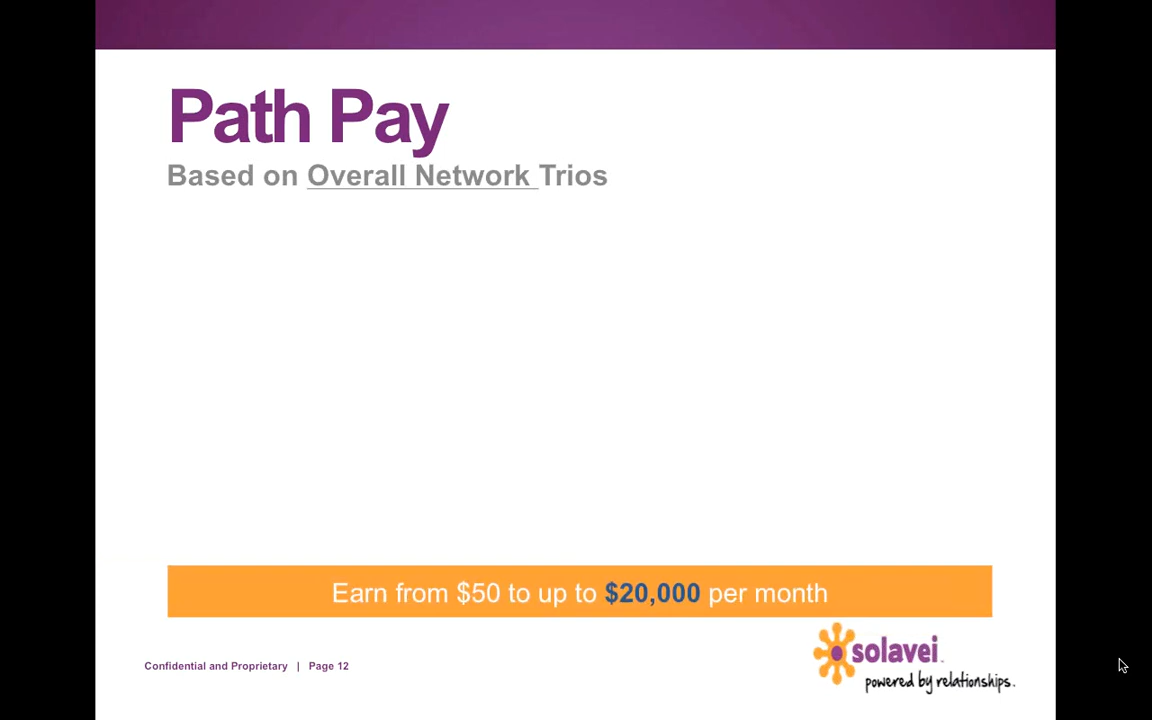 Path Pay
Based on Overall Network Trios
Earn from $50 to up to $20,000 per month
solavei
powered by relationships.
Confidential and Proprietary | Page 12